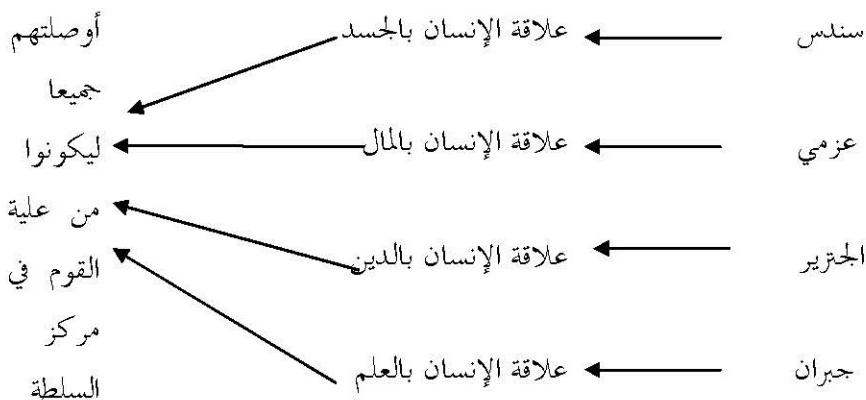 سندس علاقة الإنسان بالجسد أوصلتهم
جميعا
عزمي علاقة الإنسان بالمال ليكونوا
من علية
الجنزير علاقة الإنسان بالدين القوم في
مركز
جبران علاقة الإنسان بالعلم السلطة